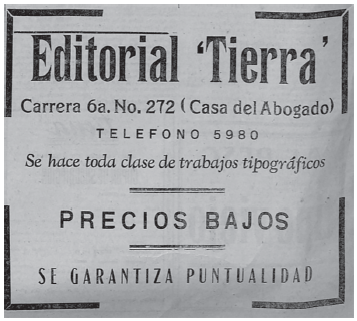 Editorial 'Tierra'
Carrera 6a. No. 272 (Casa del Abogado)
TELEFONO 5980
Se hace toda clase de trabajos tipográficos
PRECIOS BAJOS
SE GARANTIZA PUNTUALIDAD